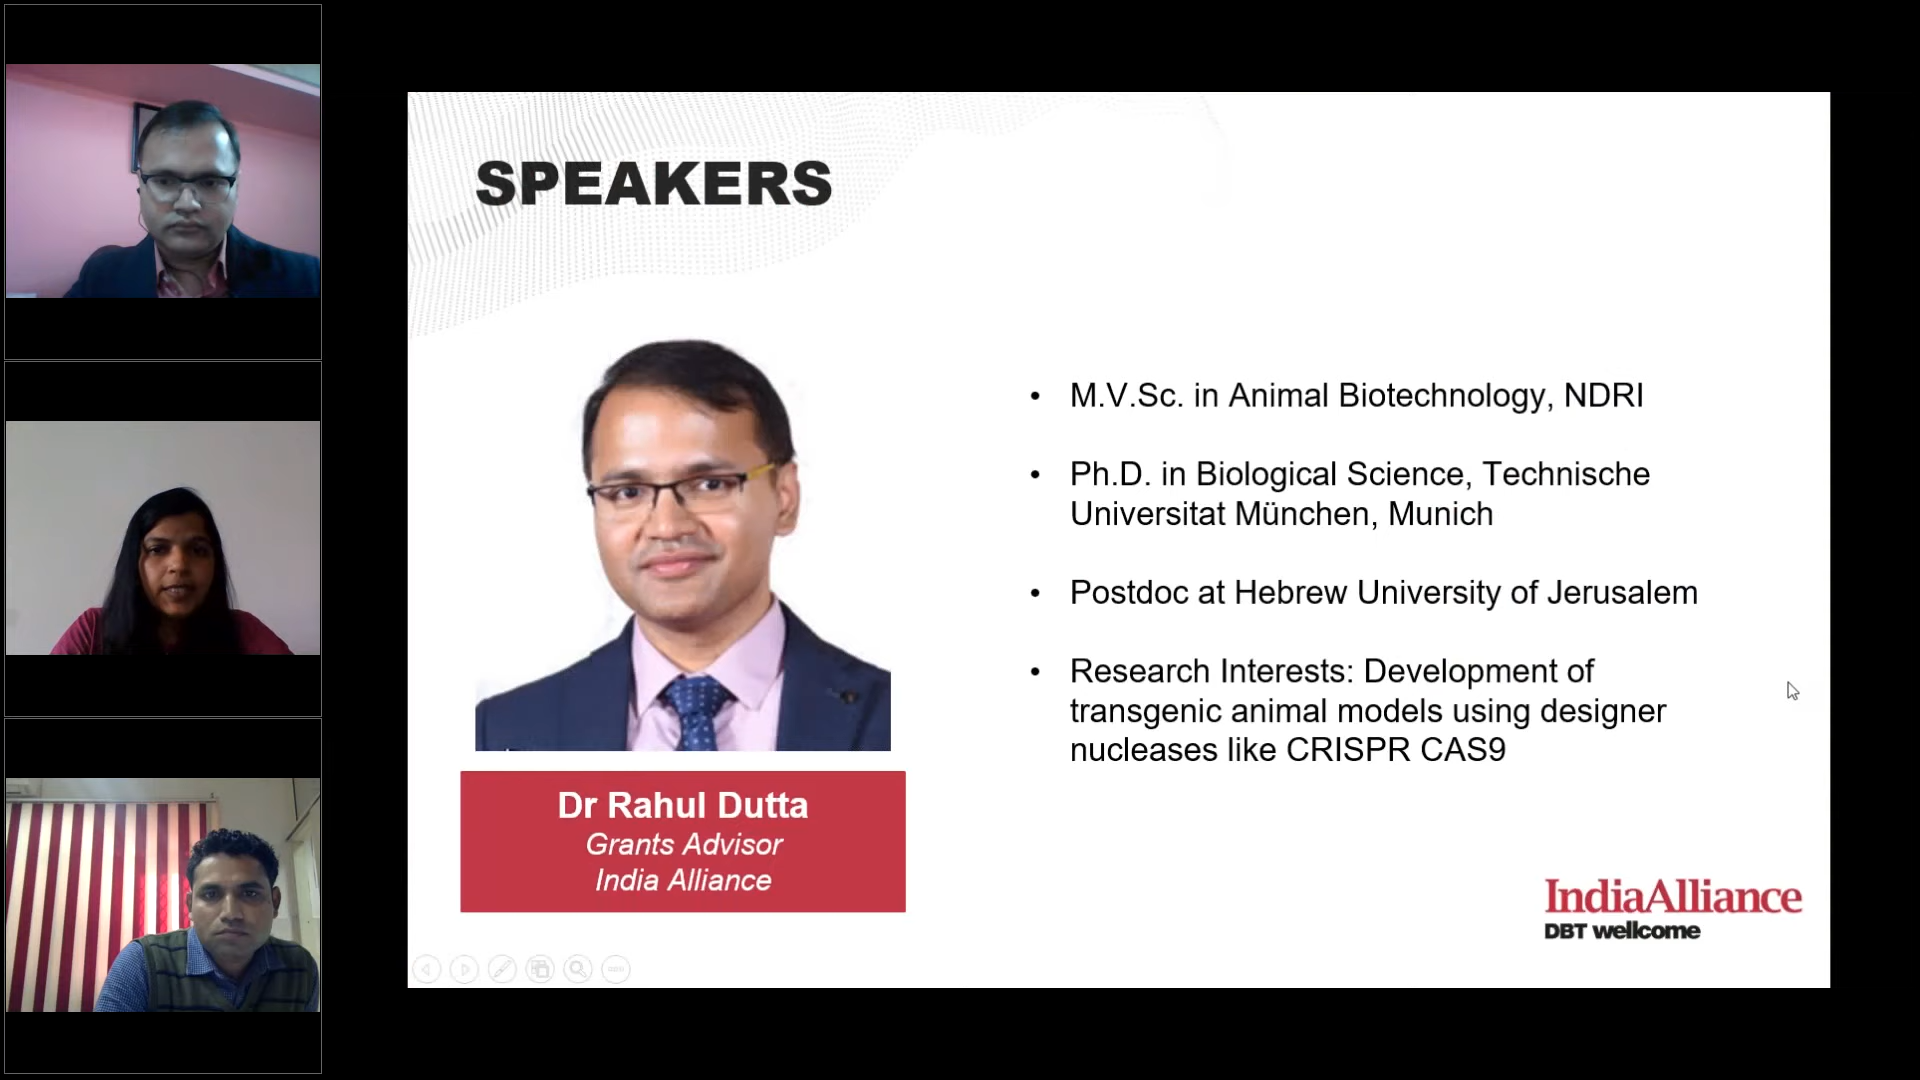 SPEAKERS
• M.V.Sc. in Animal Biotechnology, NDRI
• Ph.D. in Biological Science, Technische
Universitat München, Munich
• Postdoc at Hebrew University of Jerusalem
• Research Interests: Development of
transgenic animal models using designer
nucleases like CRISPR CAS9
Dr Rahul Dutta
Grants Advisor
India Alliance
IndiaAlliance
DBT wellcome